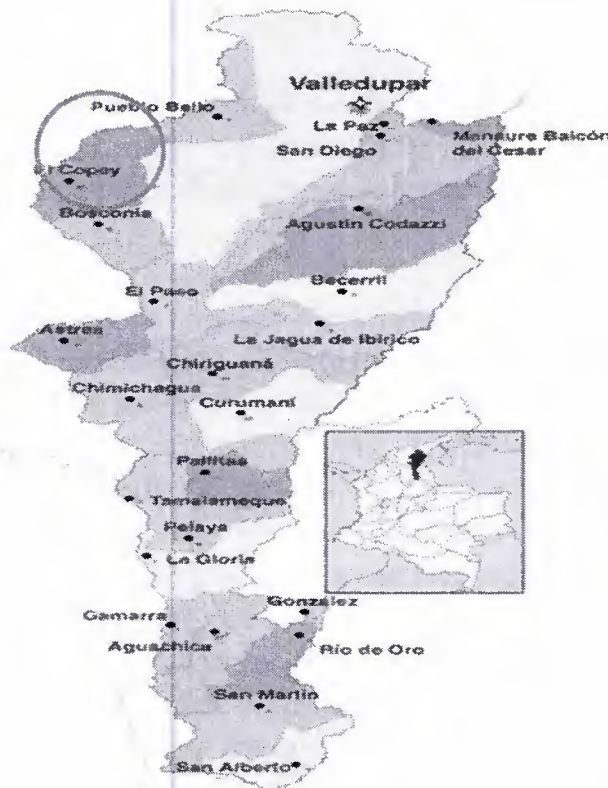 Valledupar
Pueblo Bello
La Paz
Manaure Balcón
del Cesar
San Diego
El Copey
Bosconia
Agustín Codazzi
Becerril
El Paso
Astrea
La Jagua de Ibirico
Chiriguaná
Chimichagua
Curumaní
Pailitas
Tamalameque
Pelaya
La Gloria
González
Gamarra
Aguachica
Río de Oro
San Martín
San Alberto